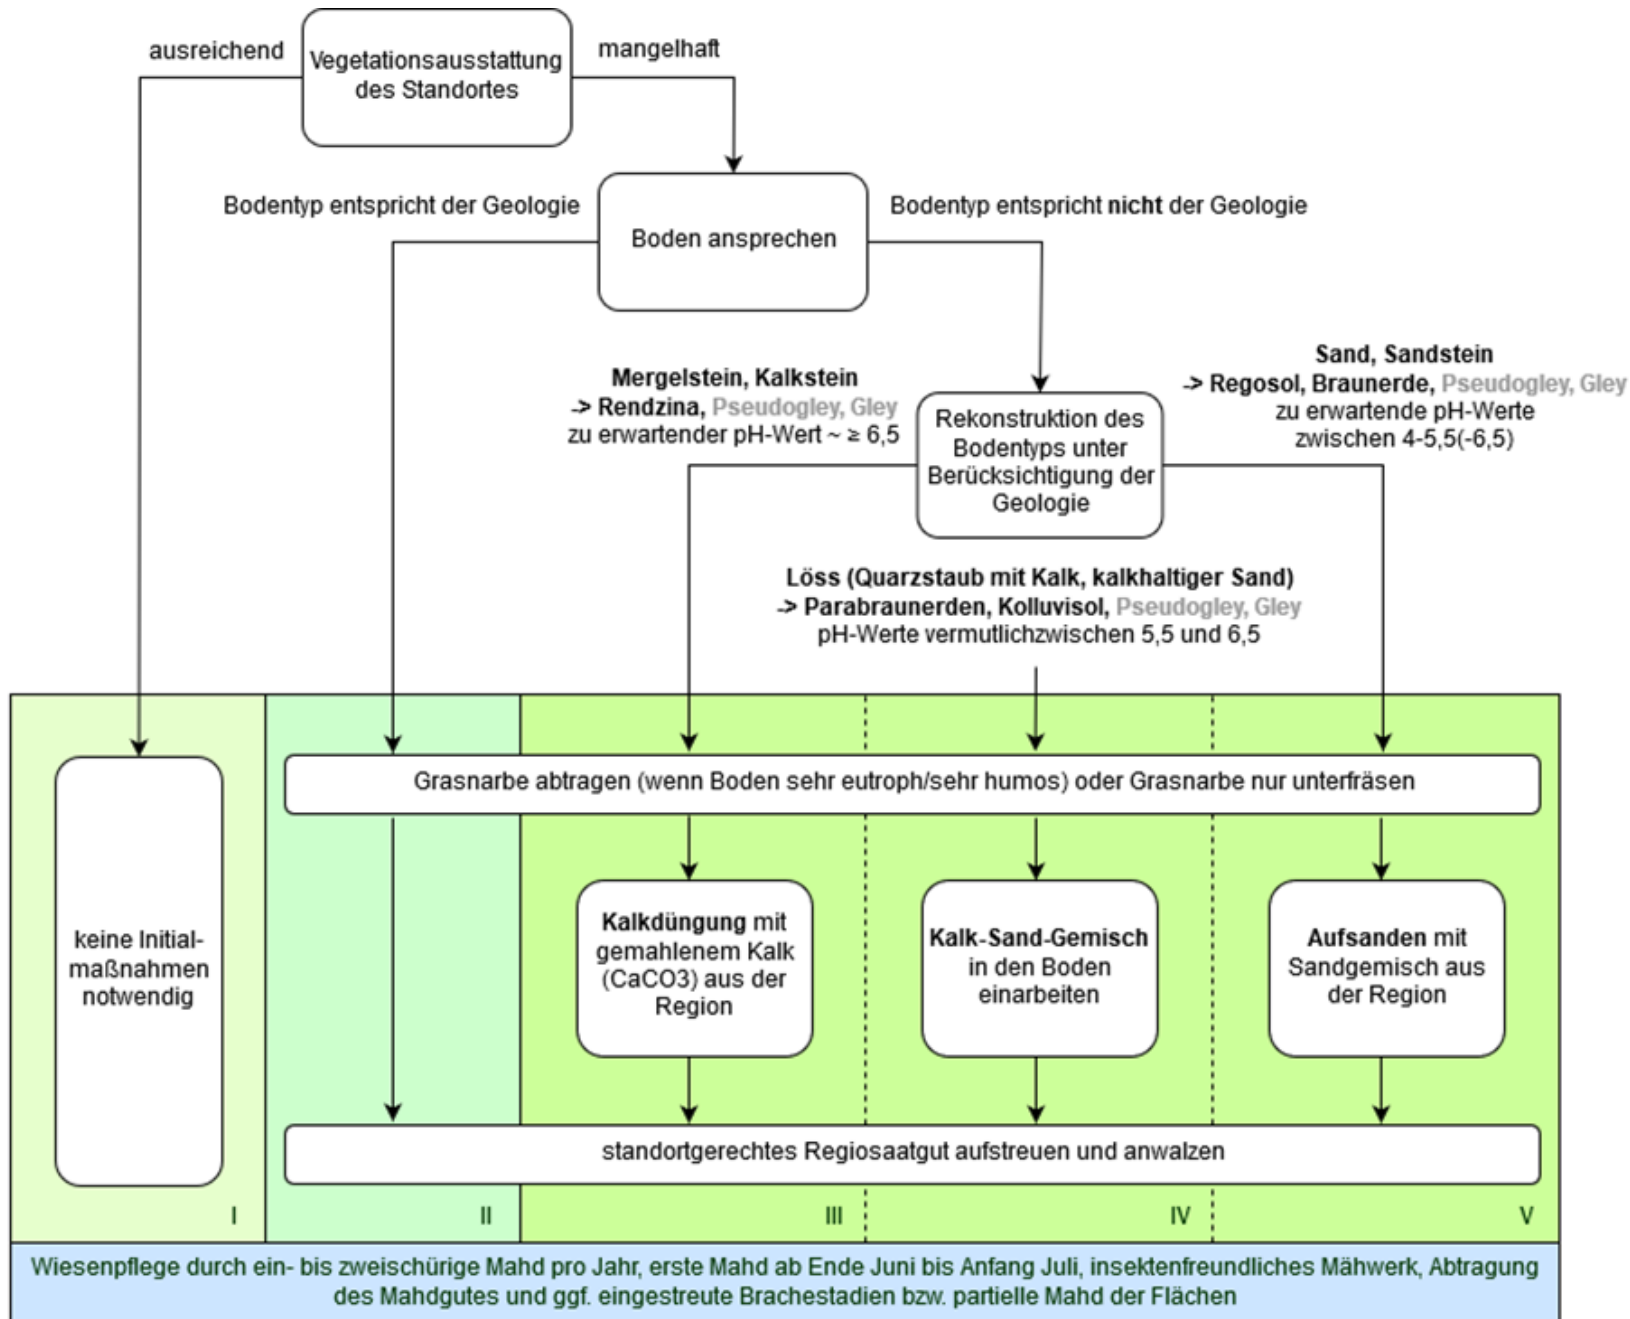 ausreichend
Vegetationsausstattung
des Standortes
mangelhaft
Bodentyp entspricht der Geologie
Boden ansprechen
Bodentyp entspricht nicht der Geologie
Mergelstein, Kalkstein
-> Rendzina, Pseudogley, Gley
zu erwartender pH-Wert ~ ≥ 6,5
Rekonstruktion des
Bodentyps unter
Berücksichtigung der
Geologie
Sand, Sandstein
-> Regosol, Braunerde, Pseudogley, Gley
zu erwartende pH-Werte
zwischen 4-5,5(-6,5)
Löss (Quarzstaub mit Kalk, kalkhaltiger Sand)
-> Parabraunerden, Kolluvisol, Pseudogley, Gley
pH-Werte vermutlichzwischen 5,5 und 6,5
Grasnarbe abtragen (wenn Boden sehr eutroph/sehr humos) oder Grasnarbe nur unterfräsen
keine Initial-
maßnahmen
notwendig
Kalkdüngung mit
gemahlenem Kalk
(CaCO3) aus der
Region
Kalk-Sand-Gemisch
in den Boden
einarbeiten
Aufsanden mit
Sandgemisch aus
der Region
standortgerechtes Regiosaatgut aufstreuen und anwalzen
I
II
III
IV
V
Wiesenpflege durch ein- bis zweischürige Mahd pro Jahr, erste Mahd ab Ende Juni bis Anfang Juli, insektenfreundliches Mähwerk, Abtragung
des Mahdgutes und ggf. eingestreute Brachestadien bzw. partielle Mahd der Flächen